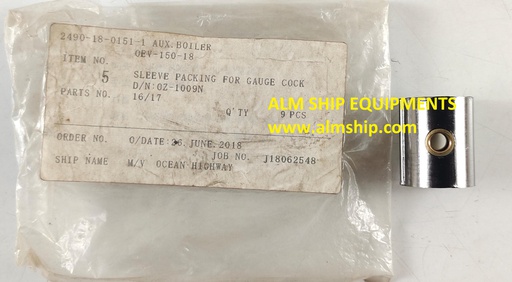 2490-18-0151-1 AUX.BOILER
OEV-150-18
ITEM NO.
5 SLEEVE PACKING FOR GAUGE COCK
D/N:OZ-1009N
PARTS NO. 16/17
Q'TY 9 PCS
ALM SHIP EQUIPMENTS
www.almship.com
ORDER NO. O/DATE:25.JUNE.2018
JOB NO. J18062548
SHIP NAME M/V OCEAN HIGHWAY